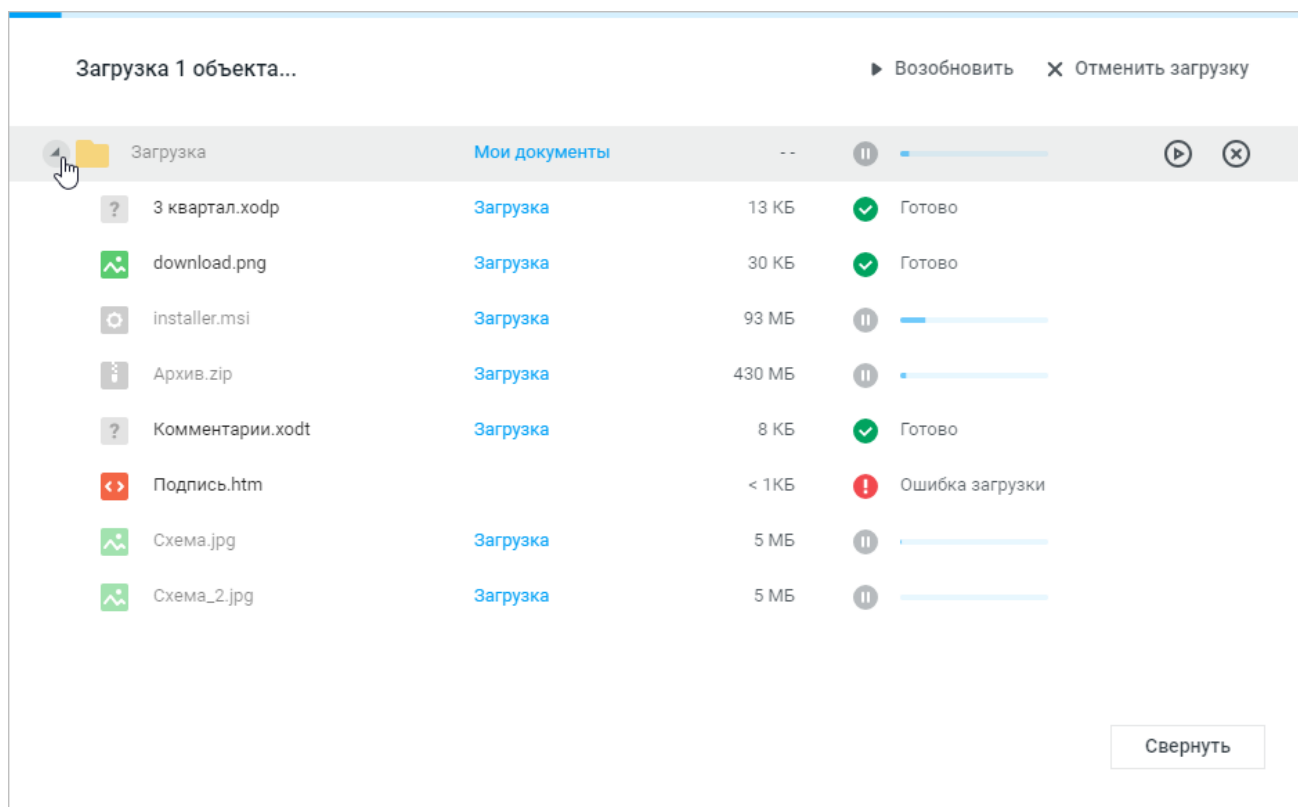 Загрузка 1 объекта... Возобновить Отменить загрузку
Загрузка Мои документы --
3 квартал.xodp Загрузка 13 КБ Готово
download.png Загрузка 30 КБ Готово
installer.msi Загрузка 93 МБ
Архив.zip Загрузка 430 МБ
Комментарии.xodt Загрузка 8 КБ Готово
Подпись.htm < 1КБ Ошибка загрузки
Схема.jpg Загрузка 5 МБ
Схема_2.jpg Загрузка 5 МБ
Свернуть